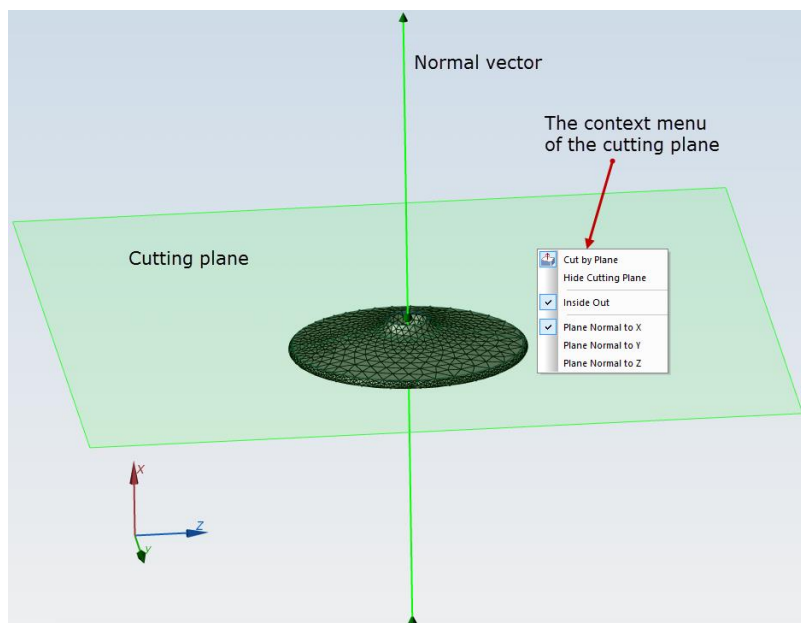 Normal vector
The context menu
of the cutting plane
Cutting plane
Cut by Plane
Hide Cutting Plane
Inside Out
Plane Normal to X
Plane Normal to Y
Plane Normal to Z
X
Z
Y